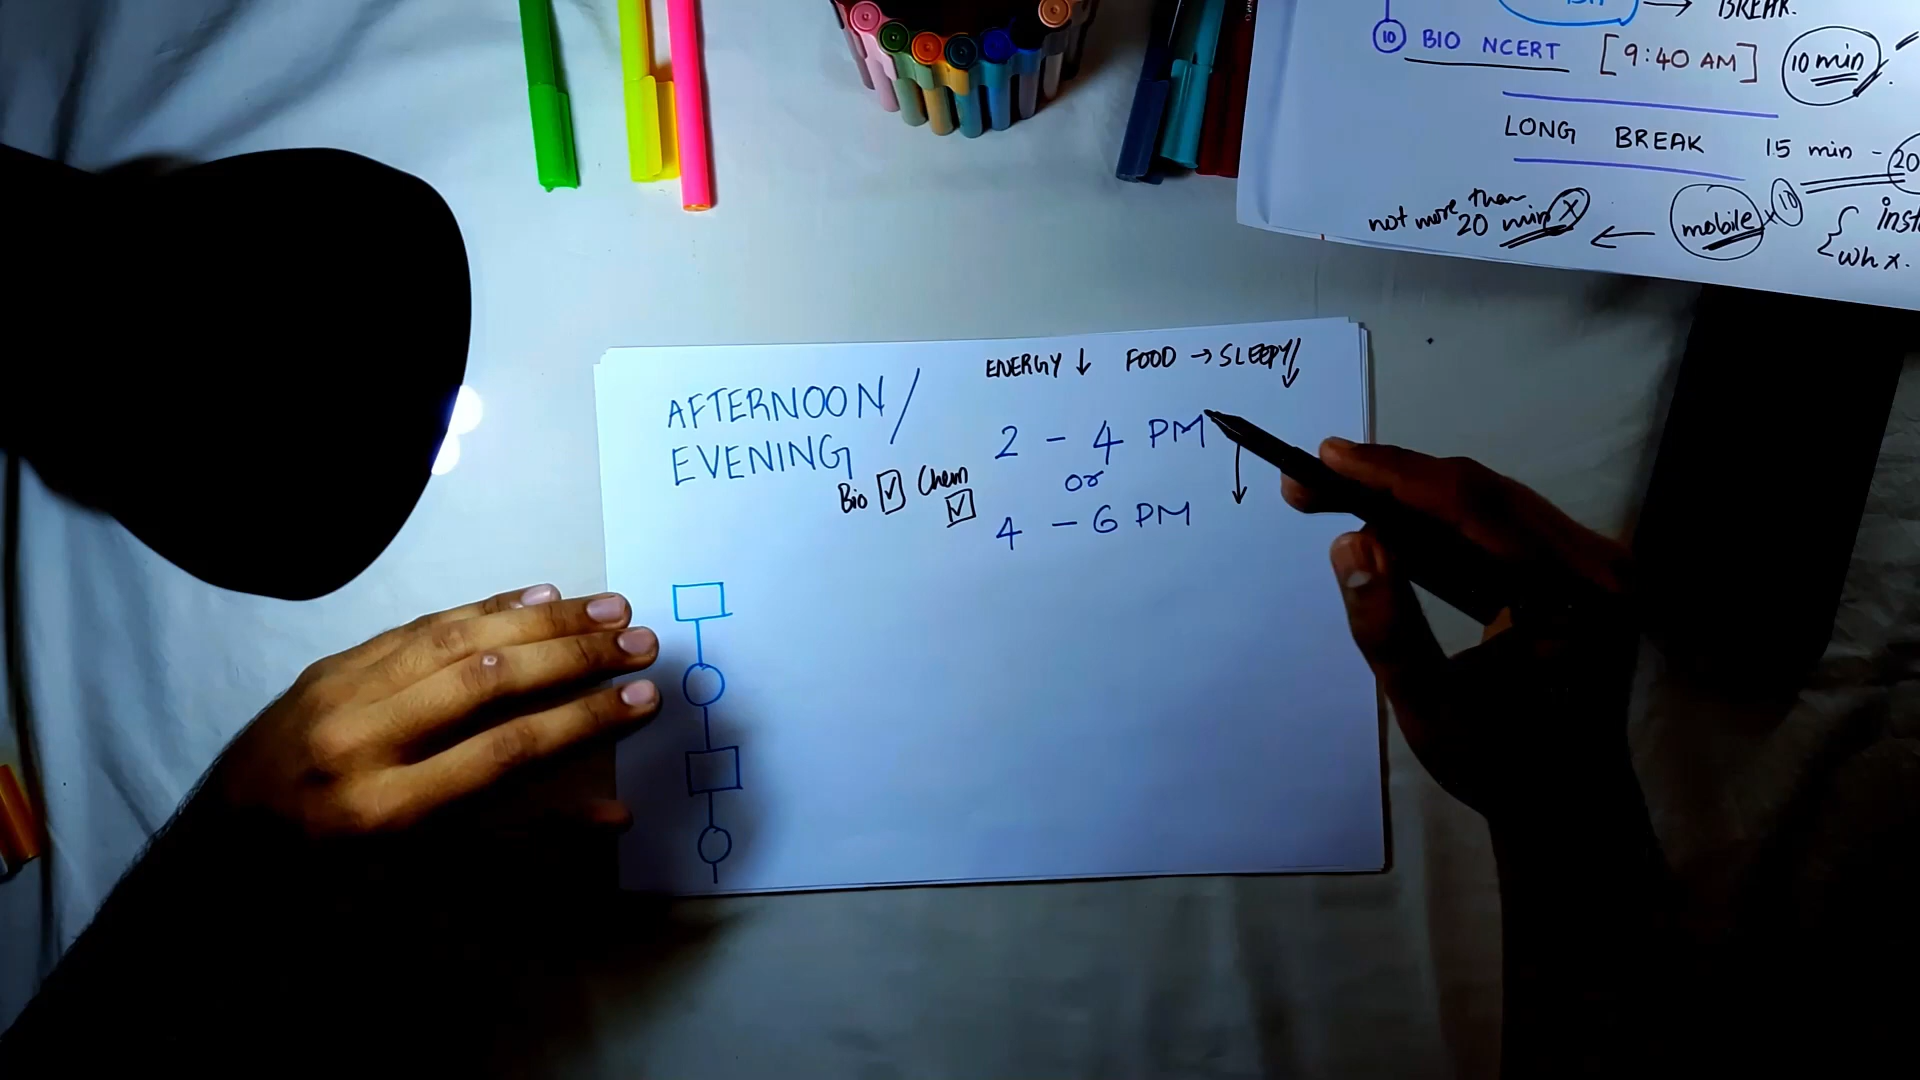 BREAK.
10 BIO NCERT [9:40 AM] 10 min
LONG BREAK 15 min - 20
not more than
20 min X ← mobile x 10 { inst
wh x.
ENERGY ↓ FOOD → SLEEPY ↓
AFTERNOON/
EVENING
2 - 4 PM
or
4 - 6 PM
Bio ☑ Chem ☑